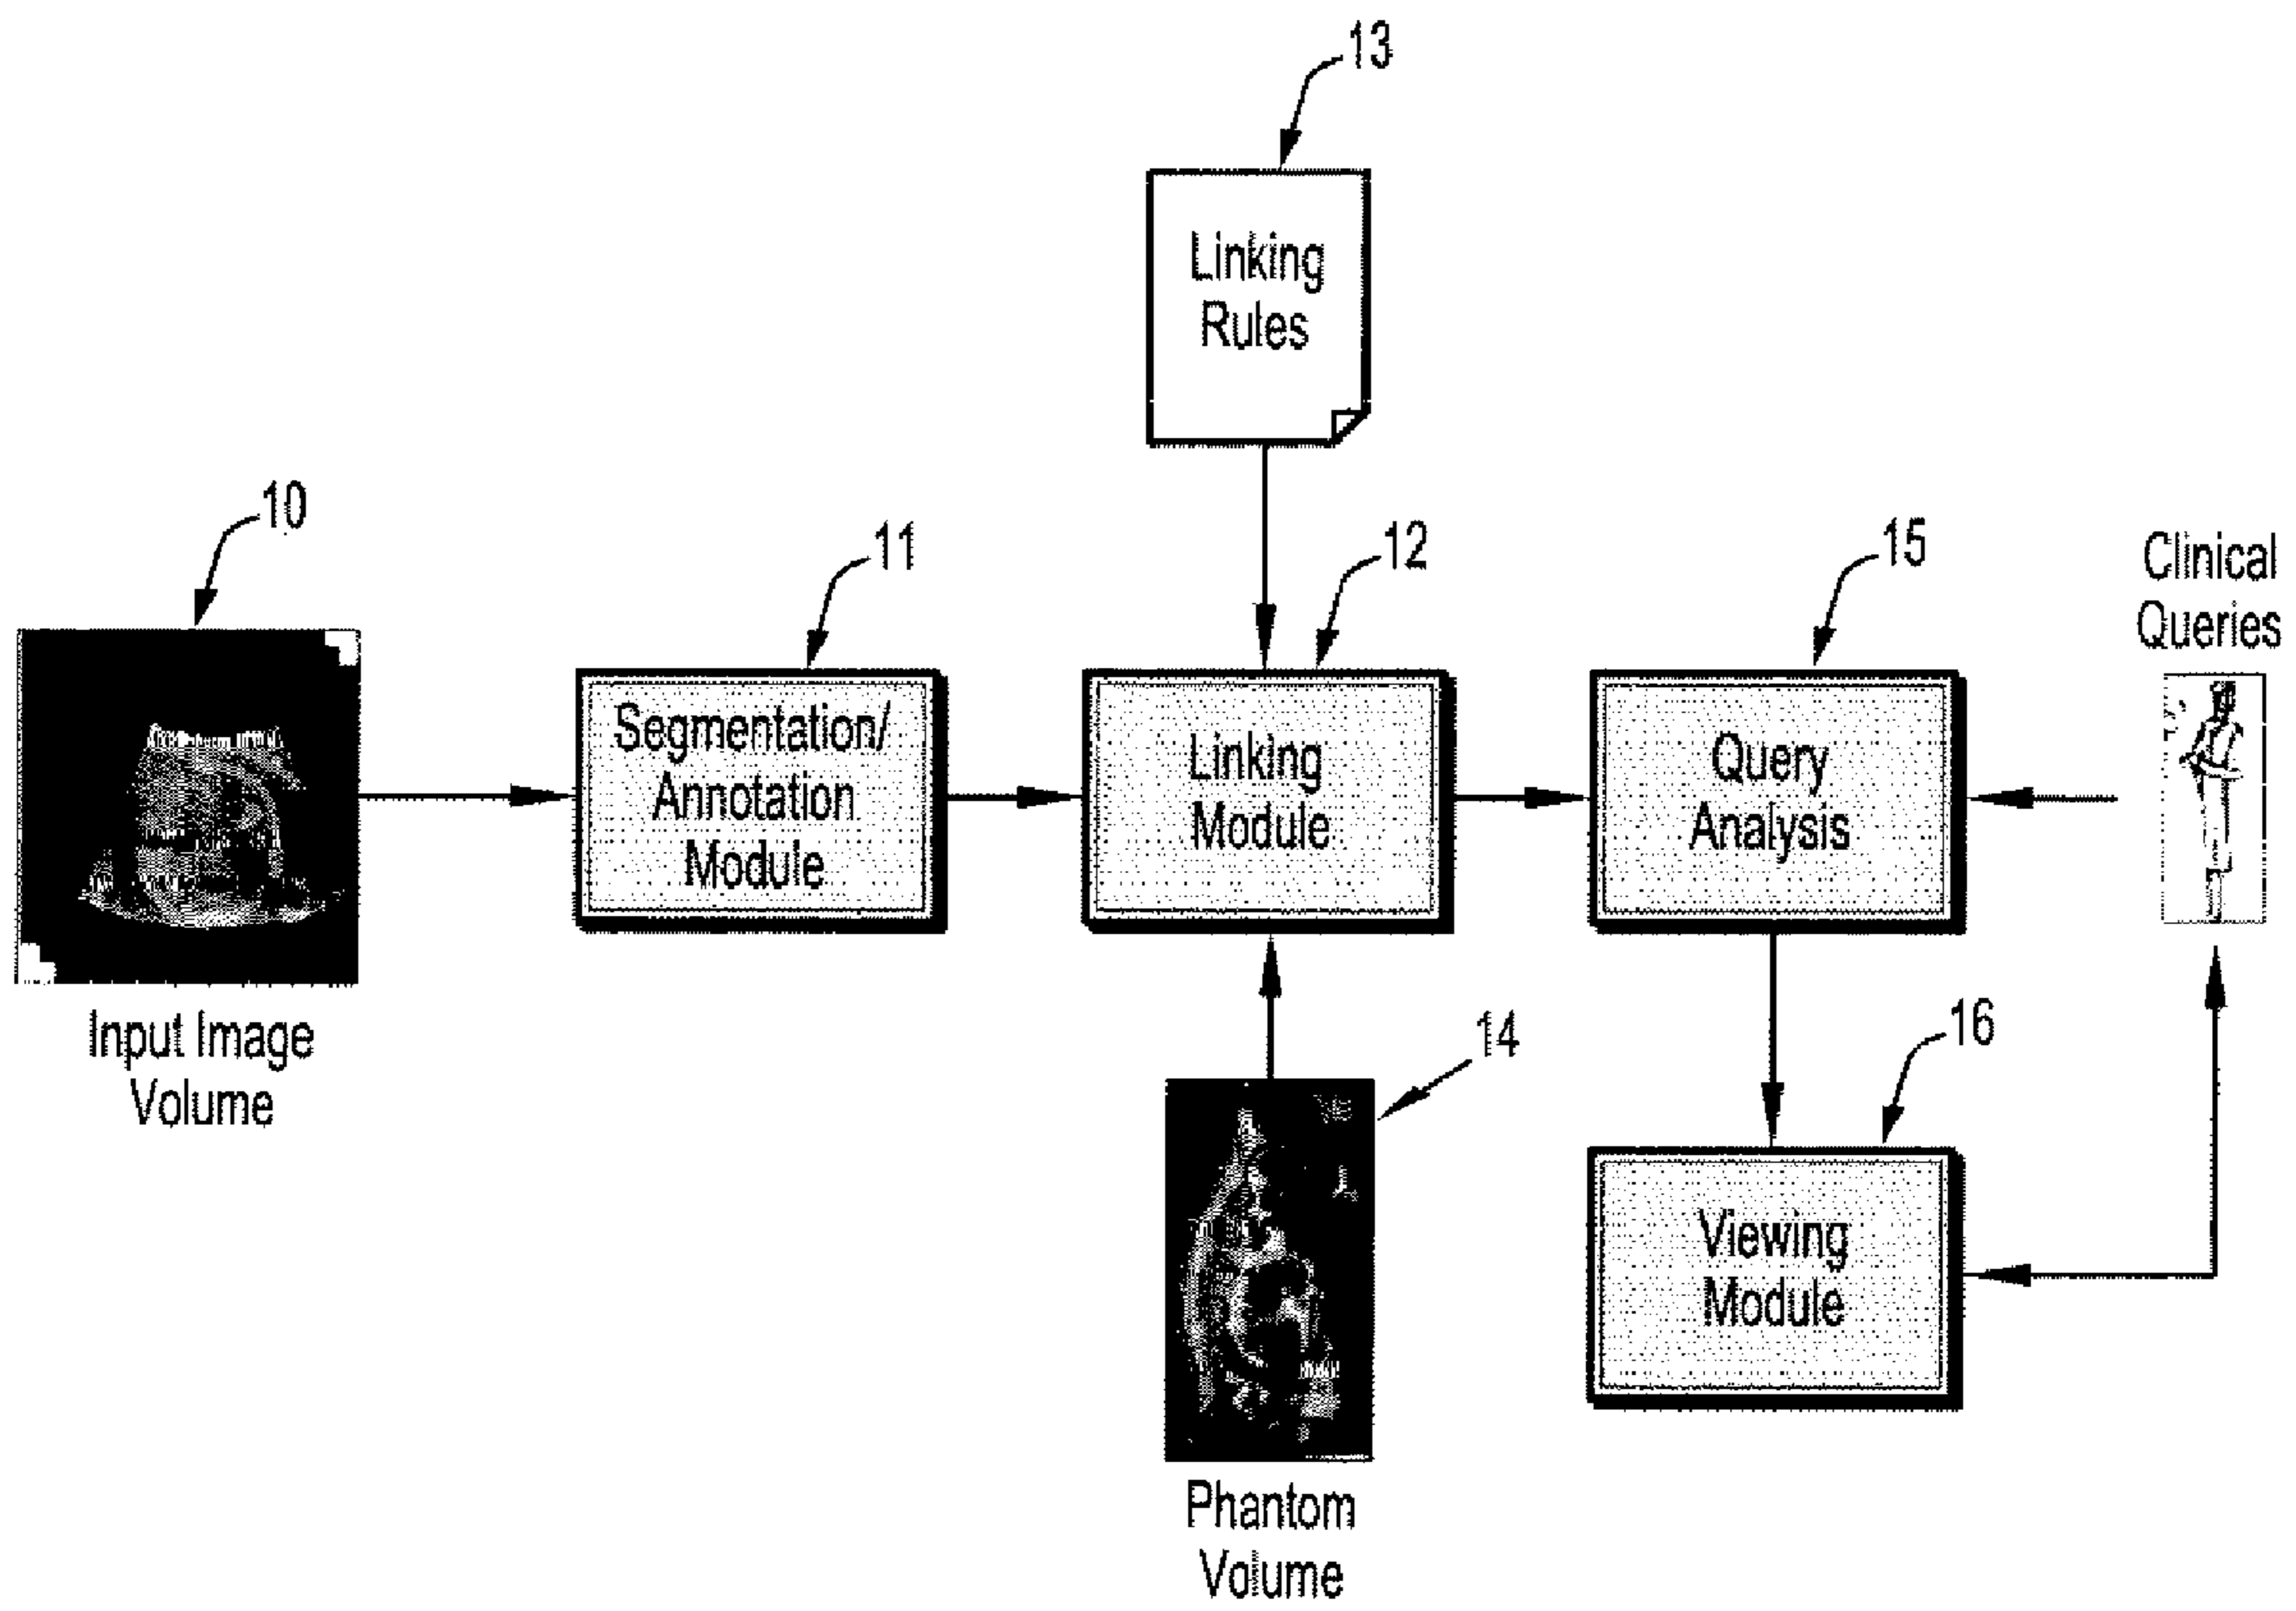 13
Linking
Rules
10
11
12
15
Clinical
Queries
Segmentation/
Annotation
Module
Linking
Module
Query
Analysis
Input Image
Volume
14
16
Viewing
Module
Phantom
Volume